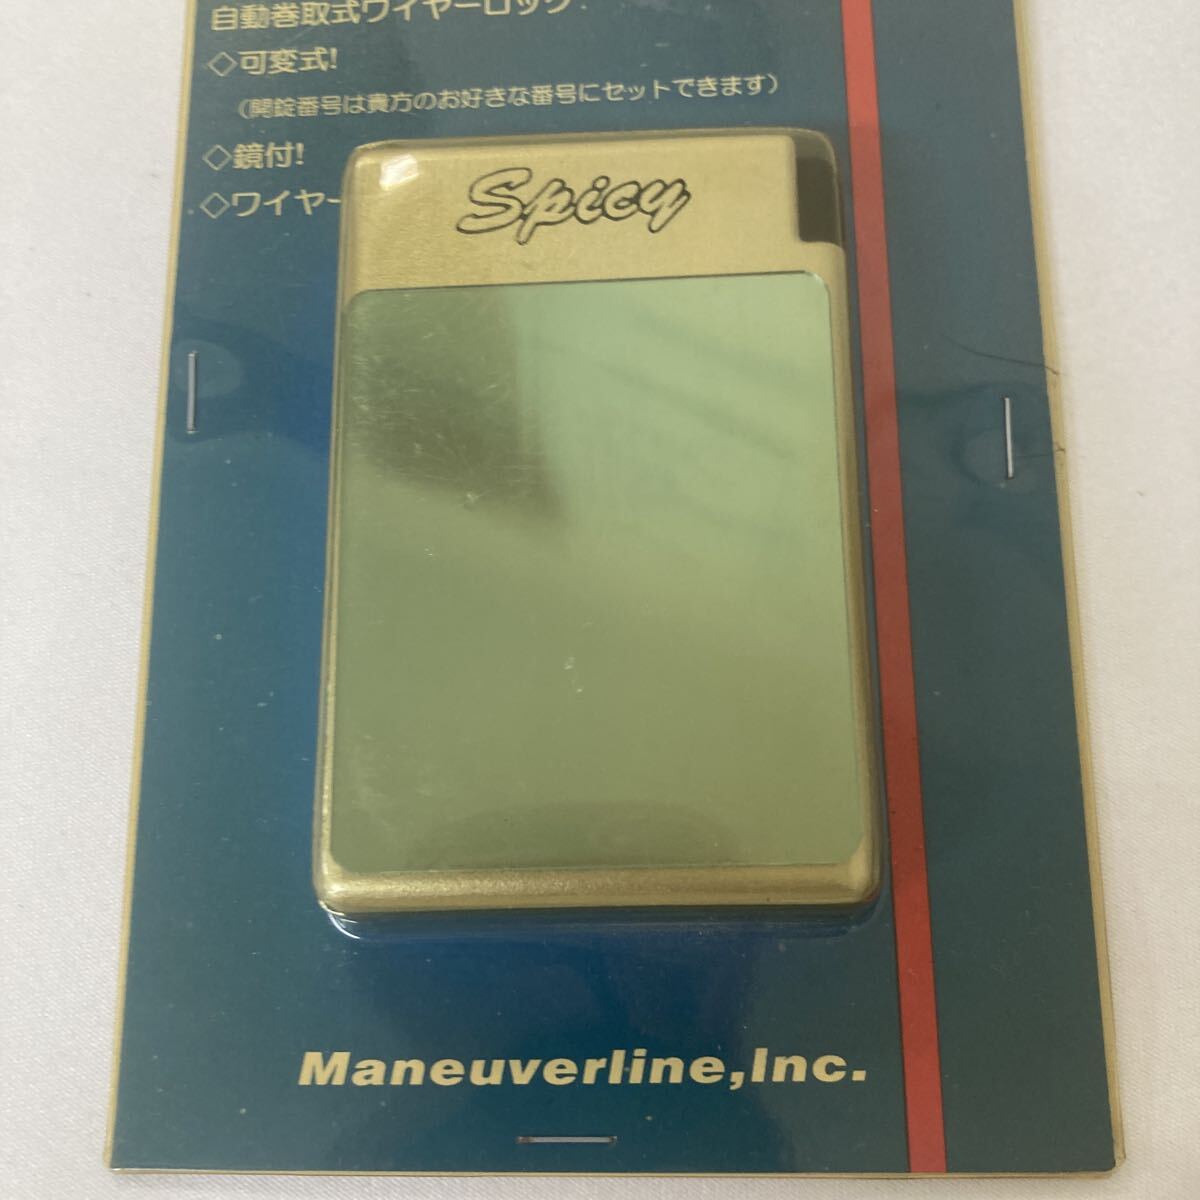 自動巻取式ワイヤーロック
◇可変式!
(開錠番号は貴方のお好きな番号にセットできます)
◇鏡付!
◇ワイヤー
Spicy
Maneuverline,Inc.